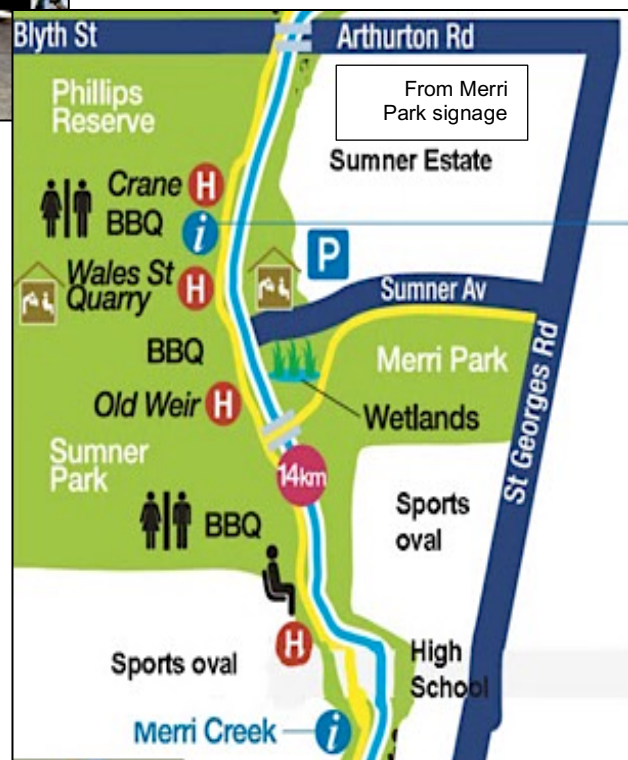 Blyth St
Arthurton Rd
From Merri
Park signage
Phillips
Reserve
Sumner Estate
Crane H
BBQ i
P
Wales St
Quarry H
Sumner Av
BBQ
Merri Park
Old Weir H
Wetlands
St Georges Rd
Sumner
Park
14km
Sports
oval
BBQ
H
Sports oval
High
School
Merri Creek i